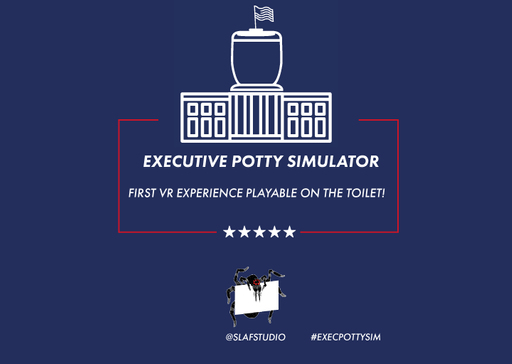 EXECUTIVE POTTY SIMULATOR
FIRST VR EXPERIENCE PLAYABLE ON THE TOILET!
@SLAFSTUDIO #EXECPOTTYSIM